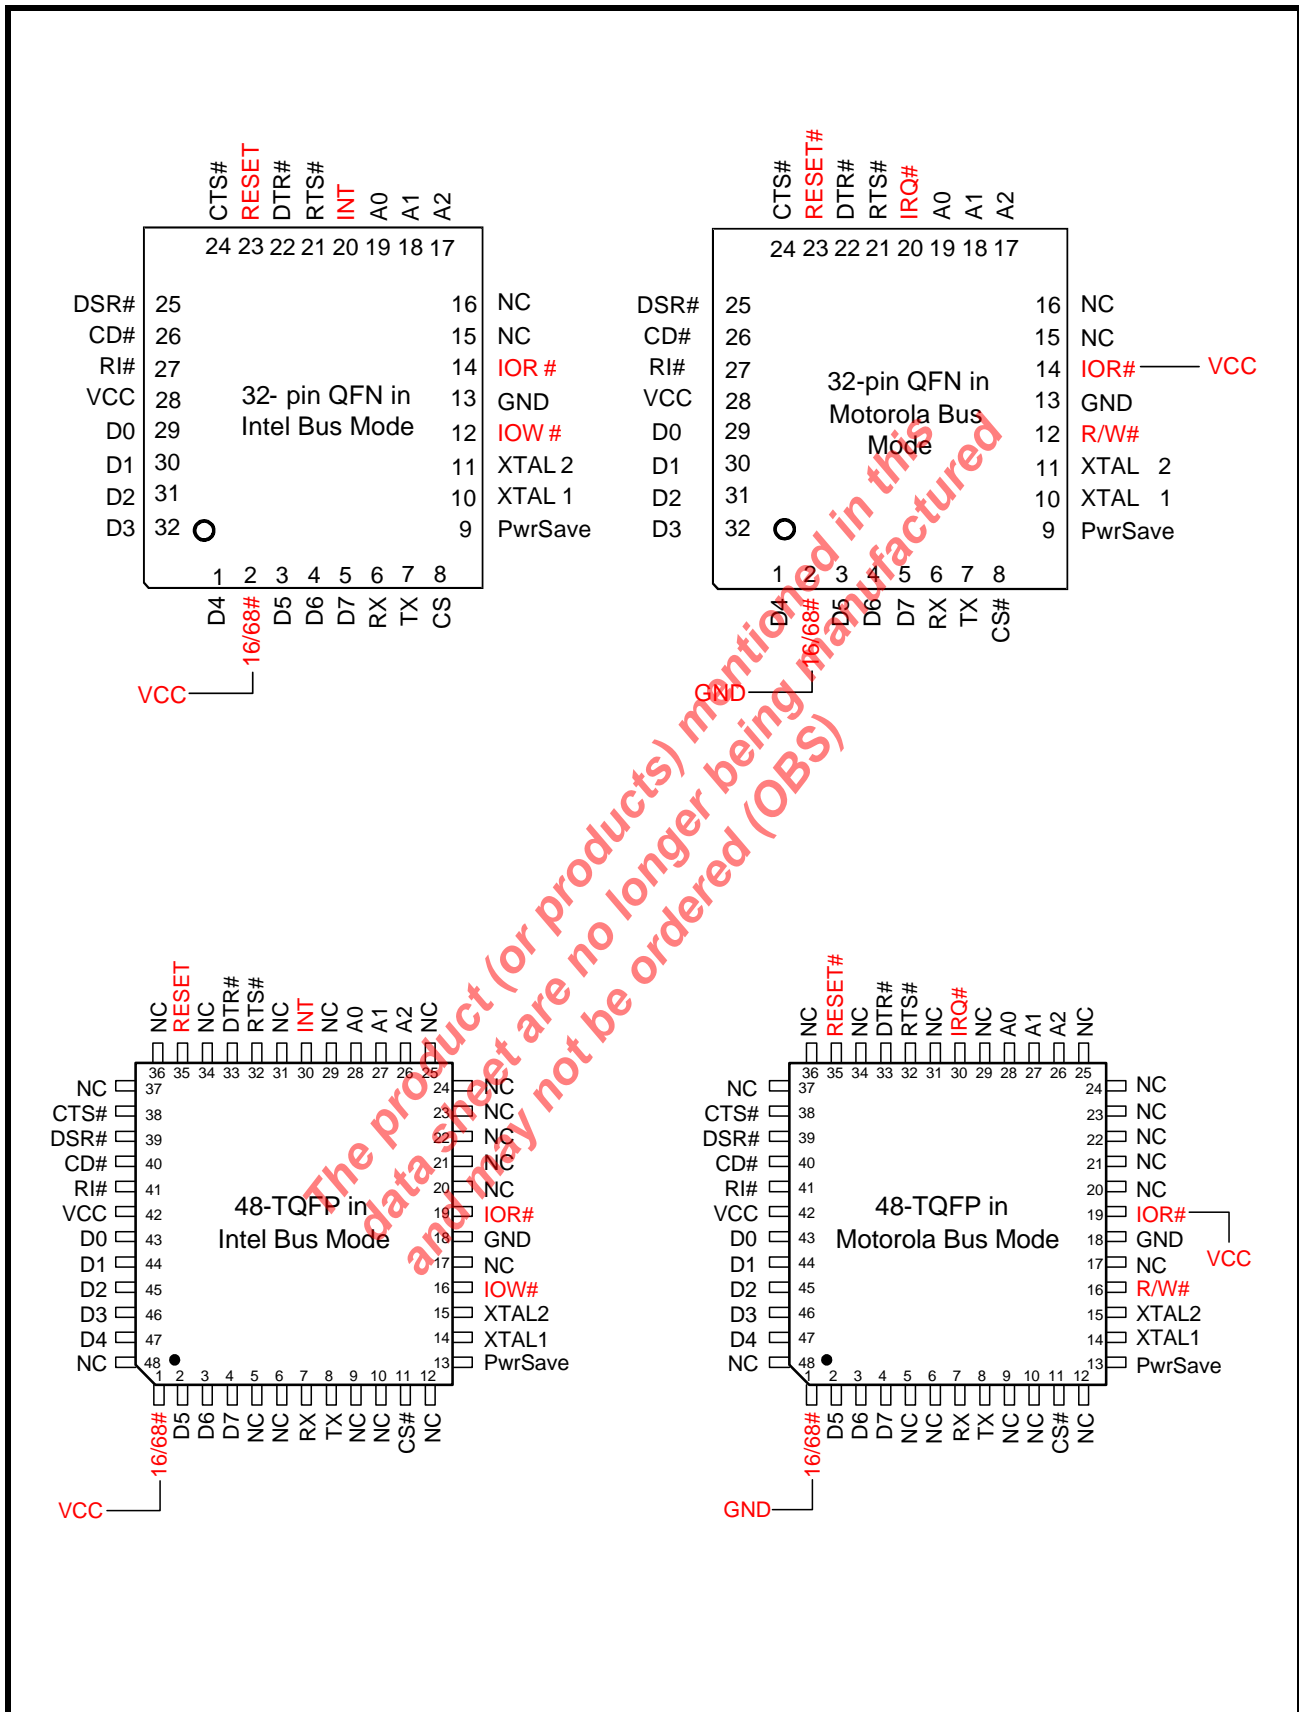 CTS# RESET DTR# RTS# INT A0 A1 A2
24 23 22 21 20 19 18 17
DSR# 25
CD# 26
RI# 27
VCC 28
D0 29
D1 30
D2 31
D3 32
32- pin QFN in
Intel Bus Mode
16 NC
15 NC
14 IOR #
13 GND
12 IOW #
11 XTAL 2
10 XTAL 1
9 PwrSave
1 2 3 4 5 6 7 8
D4 16/68# D5 D6 D7 RX TX CS
VCC
CTS# RESET# DTR# RTS# IRQ# A0 A1 A2
24 23 22 21 20 19 18 17
DSR# 25
CD# 26
RI# 27
VCC 28
D0 29
D1 30
D2 31
D3 32
32-pin QFN in
Motorola Bus
Mode
16 NC
15 NC
14 IOR# VCC
13 GND
12 R/W#
11 XTAL 2
10 XTAL 1
9 PwrSave
1 2 3 4 5 6 7 8
D4 16/68# D5 D6 D7 RX TX CS#
GND
The product (or products) mentioned in this
data sheet are no longer being manufactured
and may not be ordered (OBS)
NC RESET NC DTR# RTS# NC INT NC A0 A1 A2 NC
36 35 34 33 32 31 30 29 28 27 26 25
NC 37
CTS# 38
DSR# 39
CD# 40
RI# 41
VCC 42
D0 43
D1 44
D2 45
D3 46
D4 47
NC 48
48-TQFP in
Intel Bus Mode
24 NC
23 NC
22 NC
21 NC
20 NC
19 IOR#
18 GND
17 NC
16 IOW#
15 XTAL2
14 XTAL1
13 PwrSave
1 2 3 4 5 6 7 8 9 10 11 12
16/68# D5 D6 D7 NC NC RX TX NC NC CS# NC
VCC
NC RESET# NC DTR# RTS# NC IRQ# NC A0 A1 A2 NC
36 35 34 33 32 31 30 29 28 27 26 25
NC 37
CTS# 38
DSR# 39
CD# 40
RI# 41
VCC 42
D0 43
D1 44
D2 45
D3 46
D4 47
NC 48
48-TQFP in
Motorola Bus Mode
24 NC
23 NC
22 NC
21 NC
20 NC
19 IOR#
18 GND
VCC
17 NC
16 R/W#
15 XTAL2
14 XTAL1
13 PwrSave
1 2 3 4 5 6 7 8 9 10 11 12
16/68# D5 D6 D7 NC NC RX TX NC NC CS# NC
GND